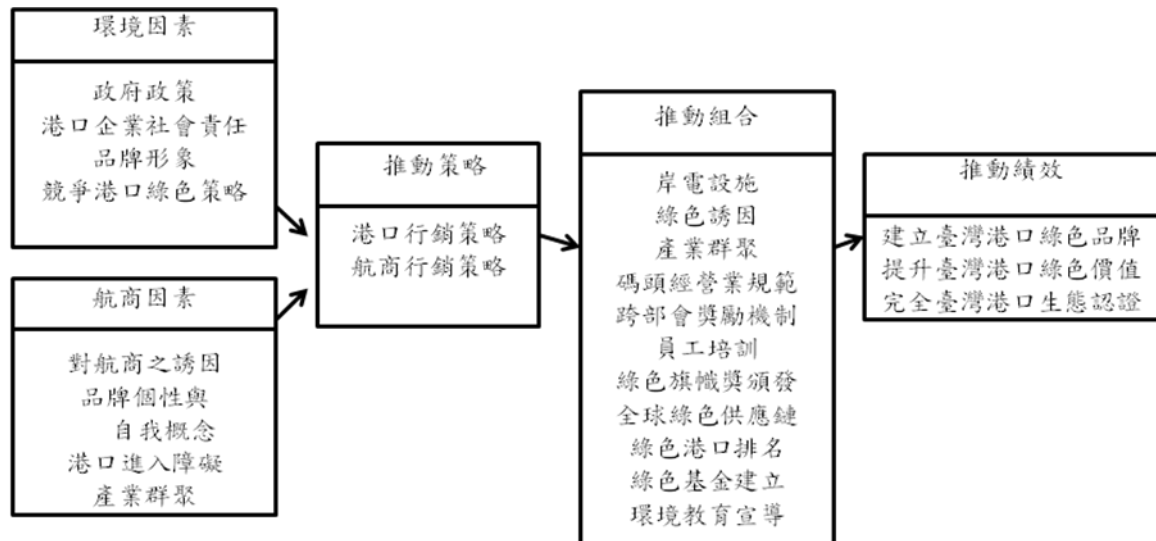 環境因素
政府政策
港口企業社會責任
品牌形象
競爭港口綠色策略
航商因素
對航商之誘因
品牌個性與
自我概念
港口進入障礙
產業群聚
推動策略
港口行銷策略
航商行銷策略
推動組合
岸電設施
綠色誘因
產業群聚
碼頭經營業規範
跨部會獎勵機制
員工培訓
綠色旗幟獎頒發
全球綠色供應鏈
綠色港口排名
綠色基金建立
環境教育宣導
推動績效
建立臺灣港口綠色品牌
提升臺灣港口綠色價值
完全臺灣港口生態認證